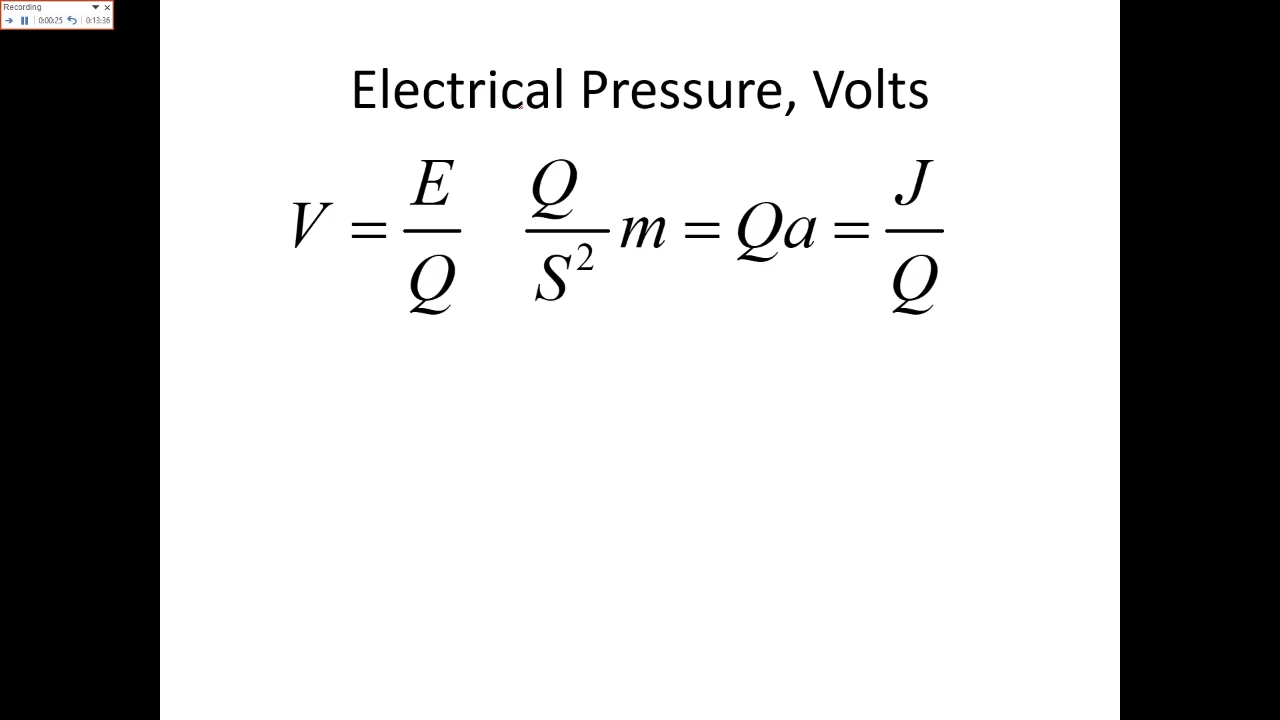 Recording
0:00:25 0:13:36
Electrical Pressure, Volts
V = E/Q Q/S² m = Qa = J/Q